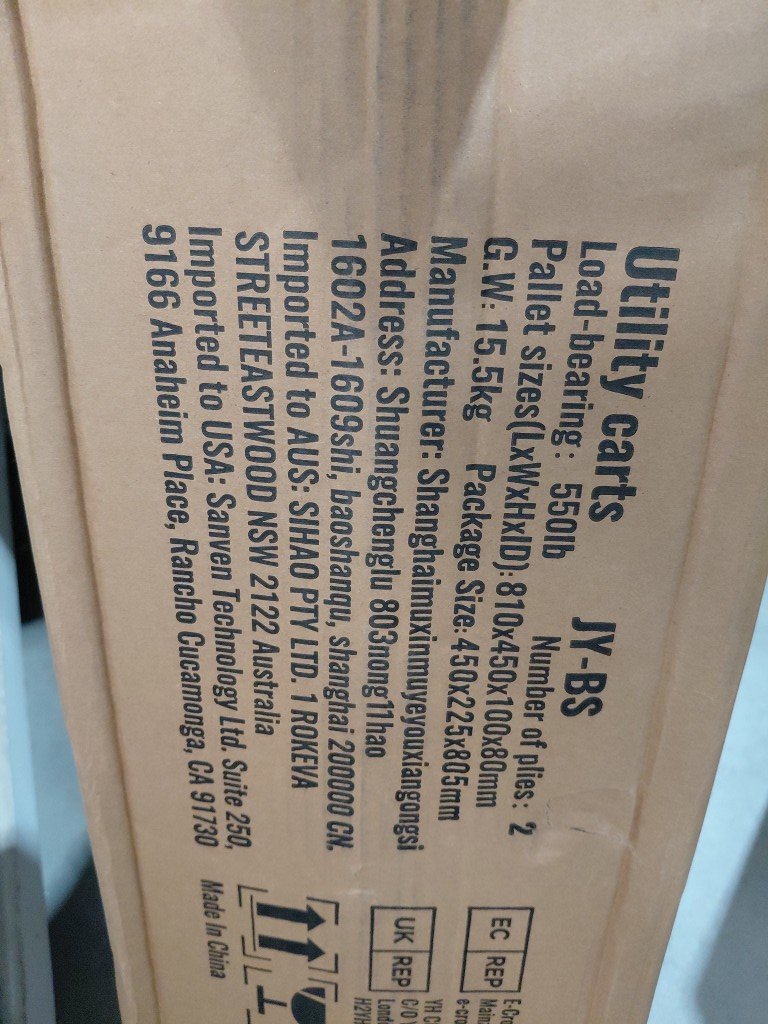 Utility carts JY-BS
Load-bearing: 550lb Number of plies: 2
Pallet sizes(LxWxHxID): 810x450x100x80mm
G.W: 15.5kg Package Size: 450x225x805mm
Manufacturer: Shanghaimuxinmuyeyouxiangongsi
Address: Shuangchenglu 803nong11hao
1602A-1609shi, baoshanqu, shanghai 200000 CN.
Imported to AUS: SIHAO PTY LTD. 1 ROKEVA
STREETEASTWOOD NSW 2122 Australia
Imported to USA: Sanven Technology Ltd. Suite 250,
9166 Anaheim Place, Rancho Cucamonga, CA 91730
EC REP
UK REP
YH C
C/O
H2YH
Made In China